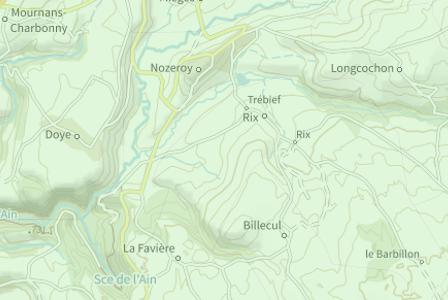 Mournans-
Charbonny
Nozeroy
Longcochon
Trébief
Rix
Rix
Doye
Ain
Billecul
La Favière
le Barbillon
Sce de l'Ain